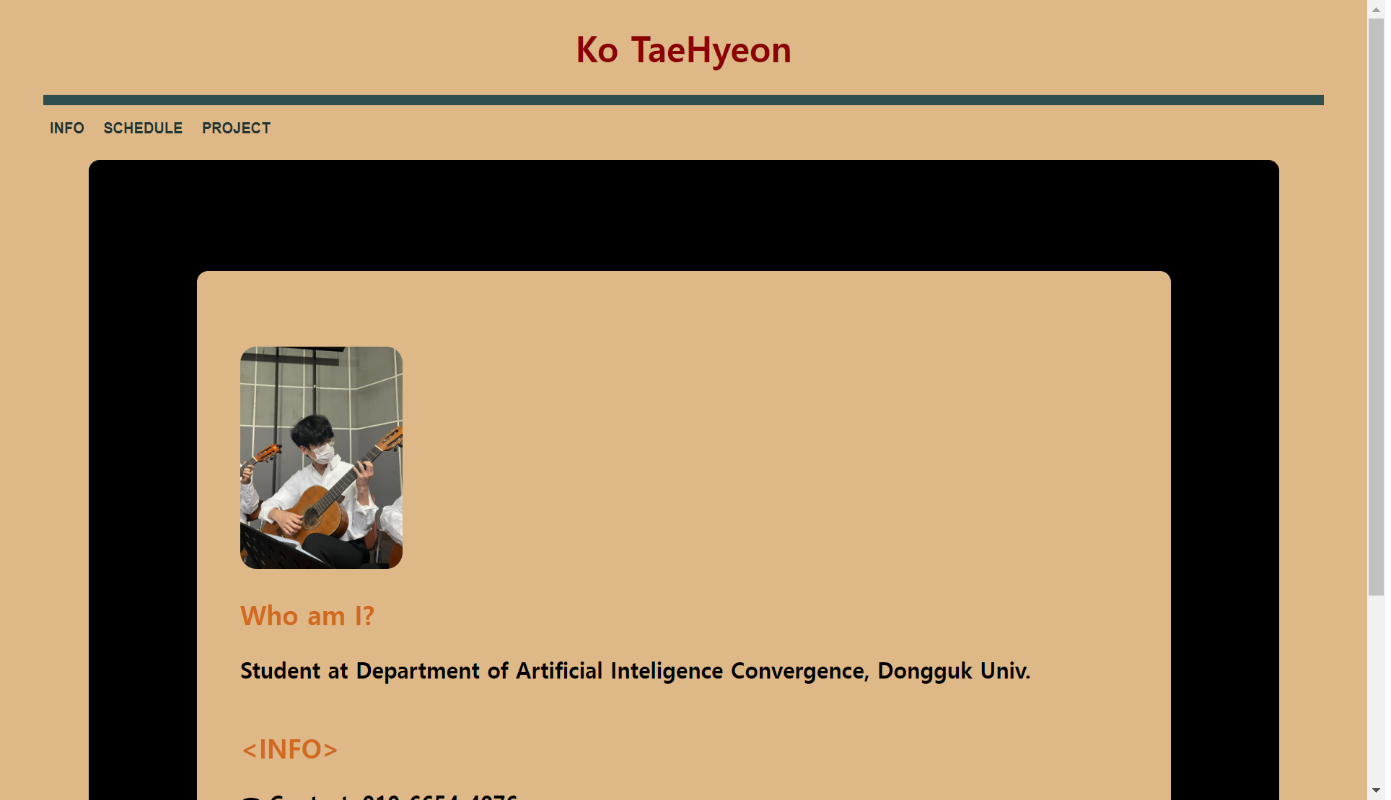 Ko TaeHyeon
INFO SCHEDULE PROJECT
Who am I?
Student at Department of Artificial Inteligence Convergence, Dongguk Univ.
<INFO>